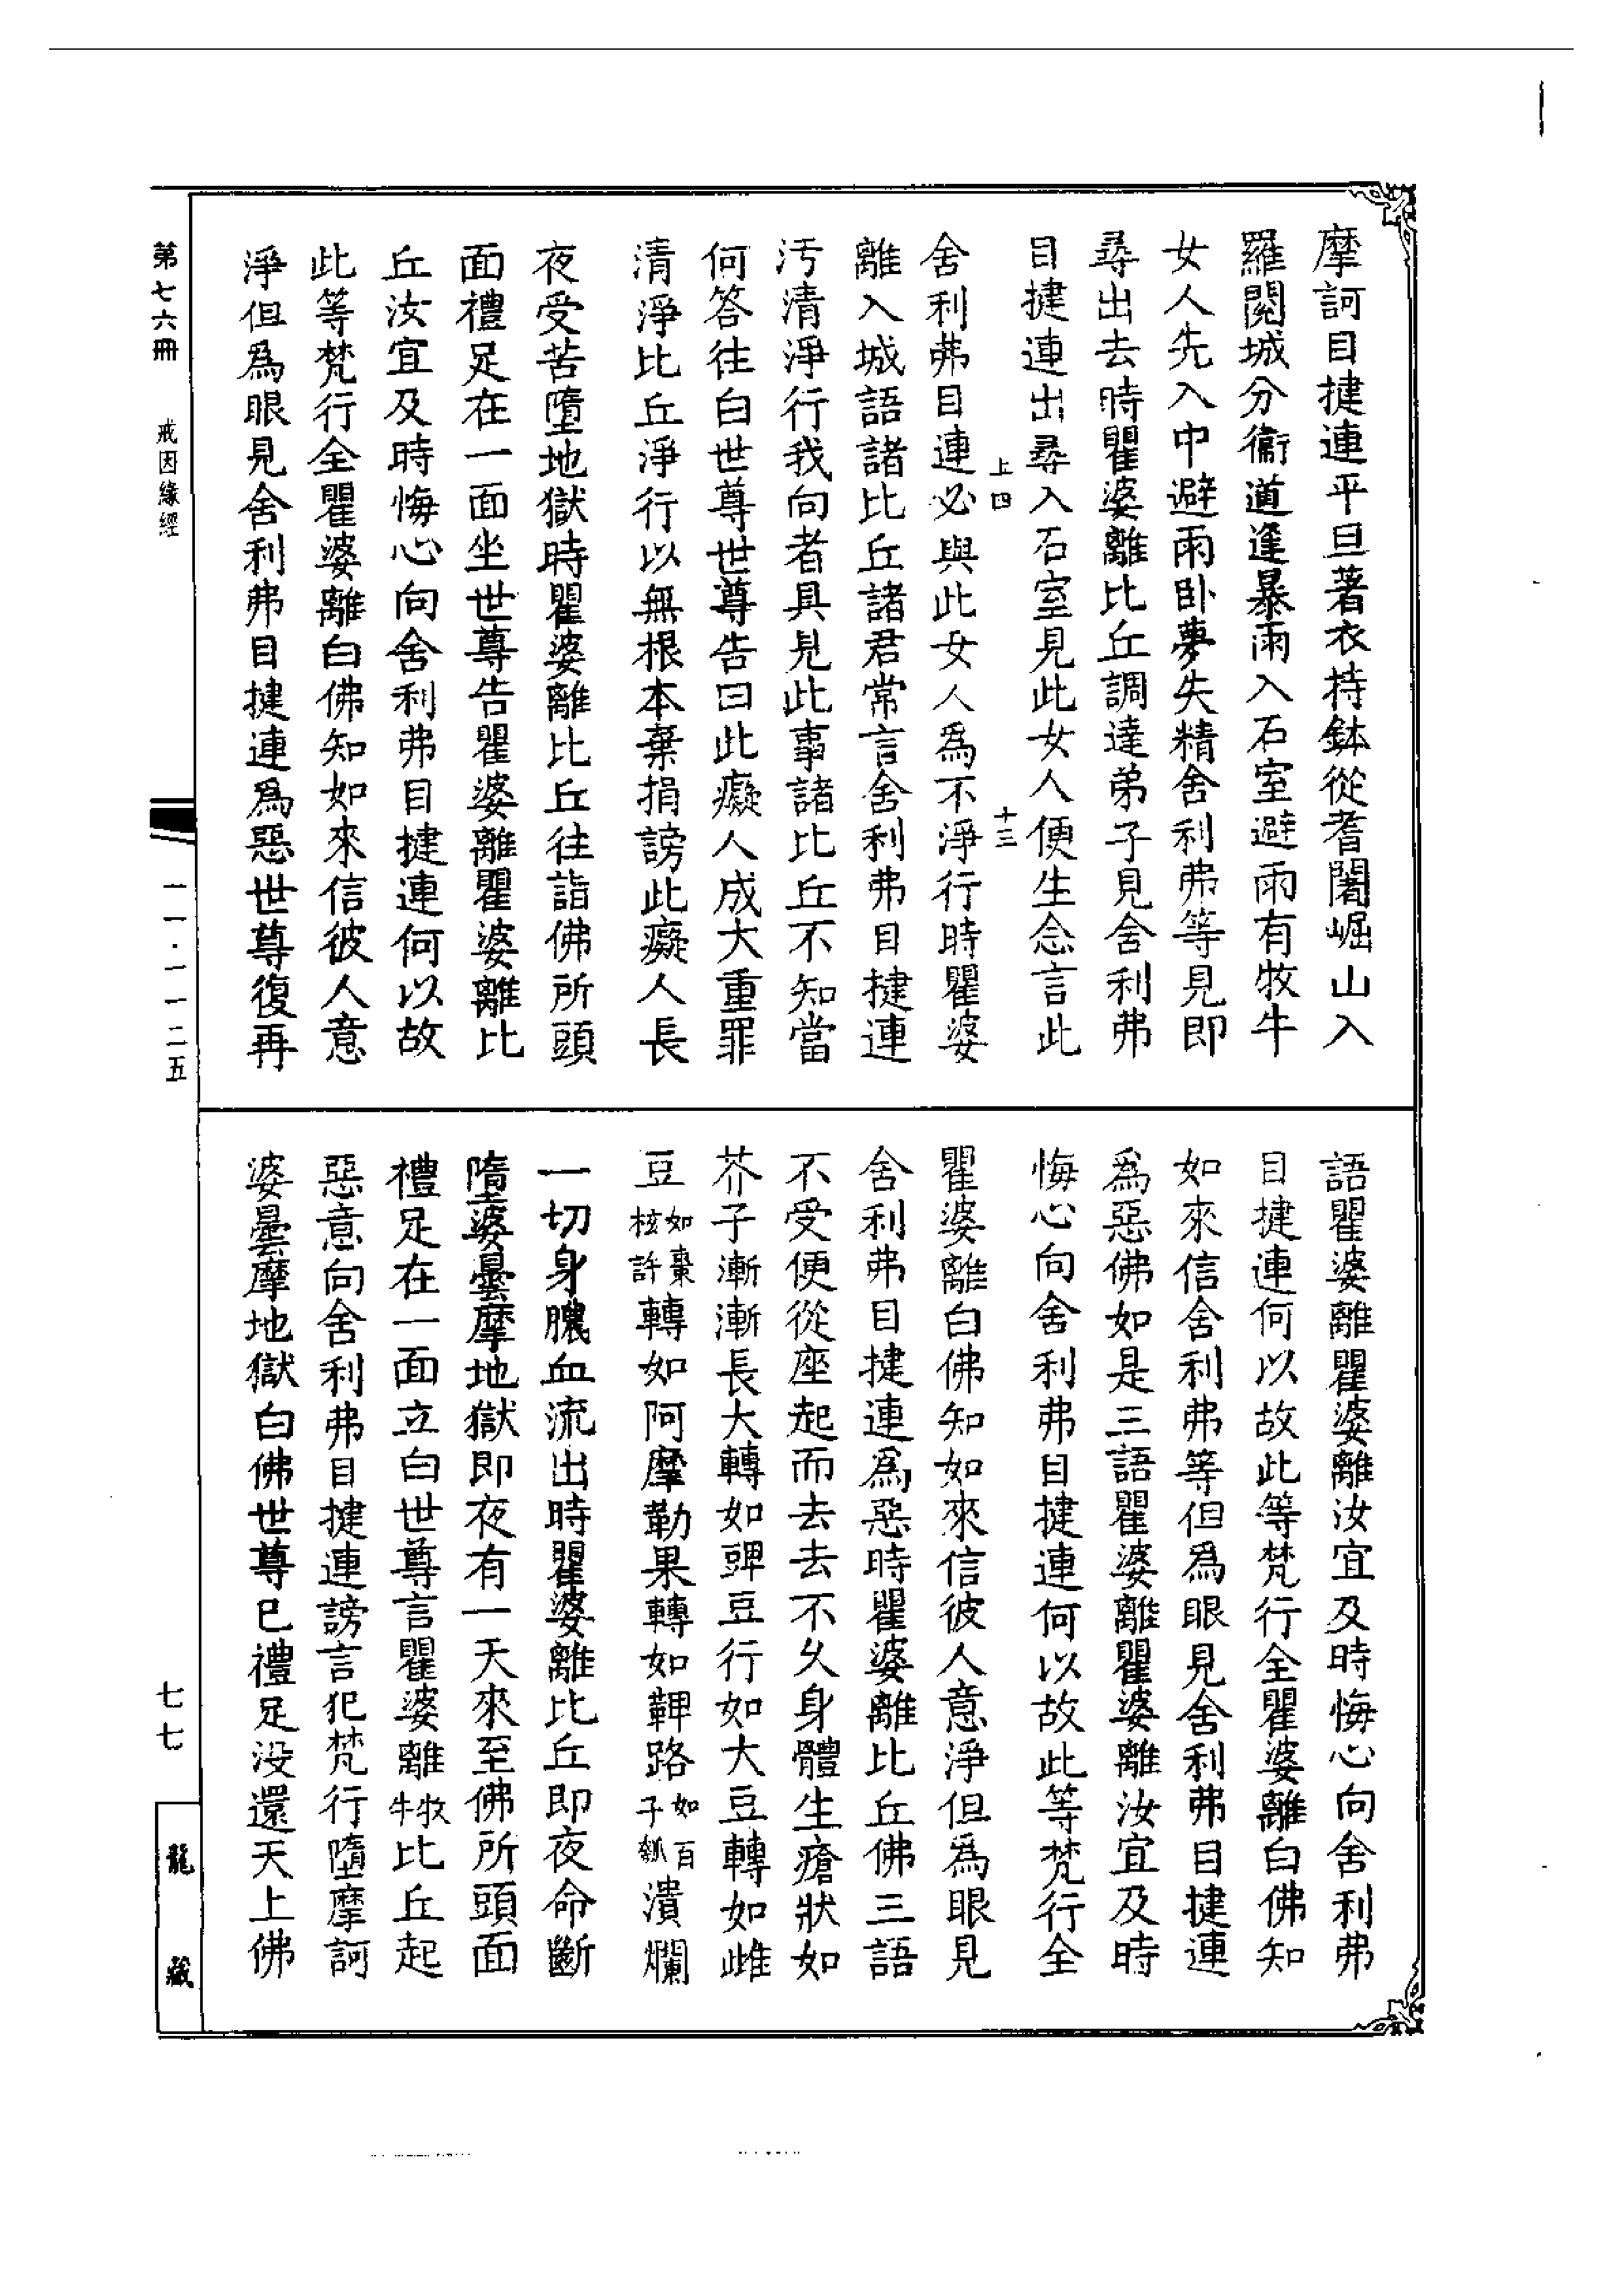 摩訶目揵連平旦著衣持鉢從耆闍崛山入
羅閱城分衞道逢暴雨入石室避雨有牧牛
女人先入中避雨卧夢失精舍利弗等見即
尋出去時瞿婆離比丘調達弟子見舍利弗
目揵連出尋入石室見此女人便生念言此
上四
十三
舍利弗目連必與此女人為不淨行時瞿婆
離入城語諸比丘諸君常言舍利弗目揵連
汚清淨行我向者具見此事諸比丘不知當
何答往白世尊世尊告曰此癡人成大重罪
清淨比丘淨行以無根本棄捐謗此癡人長
夜受苦墮地獄時瞿婆離比丘往詣佛所頭
面禮足在一面坐世尊告瞿婆離瞿婆離比
丘汝宜及時悔心向舍利弗目揵連何以故
此等梵行全瞿婆離白佛知如來信彼人意
淨但為眼見舍利弗目揵連為惡世尊復再
語瞿婆離瞿婆離汝宜及時悔心向舍利弗
目揵連何以故此等梵行全瞿婆離白佛知
如來信舍利弗等但為眼見舍利弗目揵連
為惡佛如是三語瞿婆離瞿婆離汝宜及時
悔心向舍利弗目揵連何以故此等梵行全
瞿婆離白佛知如來信彼人意淨但為眼見
舍利弗目揵連為惡時瞿婆離比丘佛三語
不受便從座起而去去不久身體生瘡狀如
芥子漸漸長大轉如豍豆行如大豆轉如雌
豆如棗核許轉如阿摩勒果轉如鞞路如百子瓠潰爛
一切身膿血流出時瞿婆離比丘即夜命斷
墮婆曇摩地獄即夜有一天來至佛所頭面
禮足在一面立白世尊言瞿婆離牧牛比丘起
惡意向舍利弗目揵連謗言犯梵行墮摩訶
婆曇摩地獄白佛世尊已禮足没還天上佛
第七六冊
戒因緣經
一一·一一二五
七七
龍藏